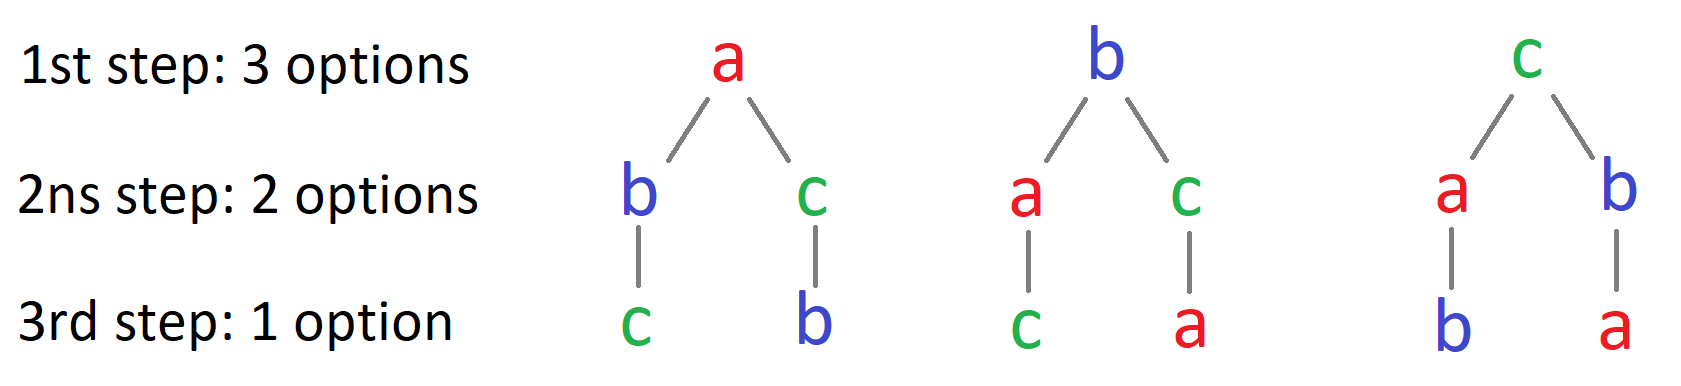 1st step: 3 options a b c
2ns step: 2 options b c a c a b
3rd step: 1 option c b c a b a